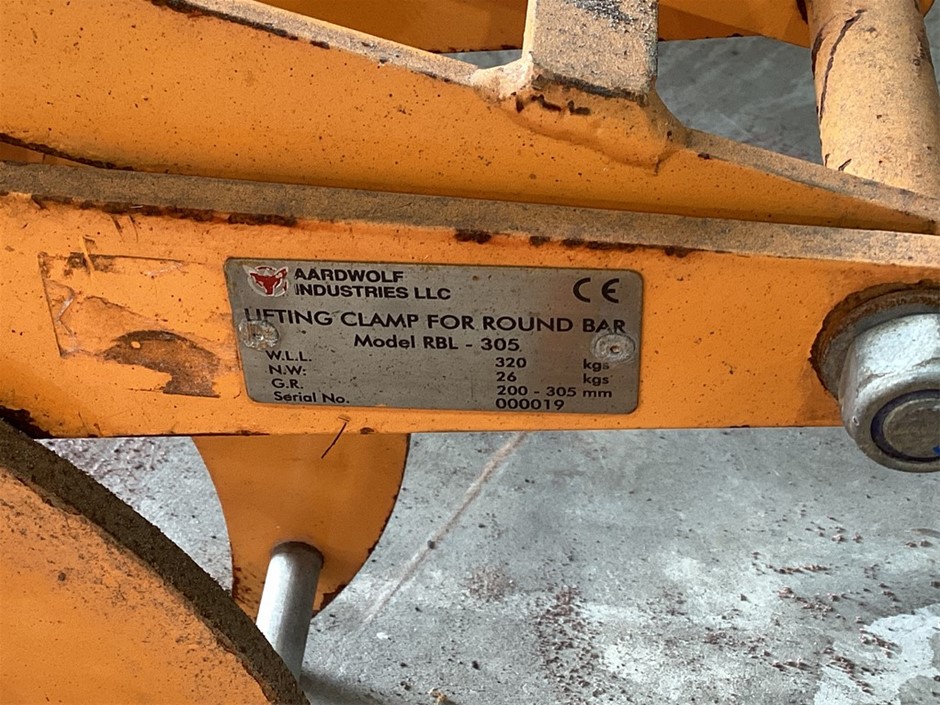 AARDWOLF
INDUSTRIES LLC
CE
LIFTING CLAMP FOR ROUND BAR
Model RBL - 305
W.L.L. 320 kgs
N.W: 26 kgs
G.R. 200 - 305 mm
Serial No. 000019